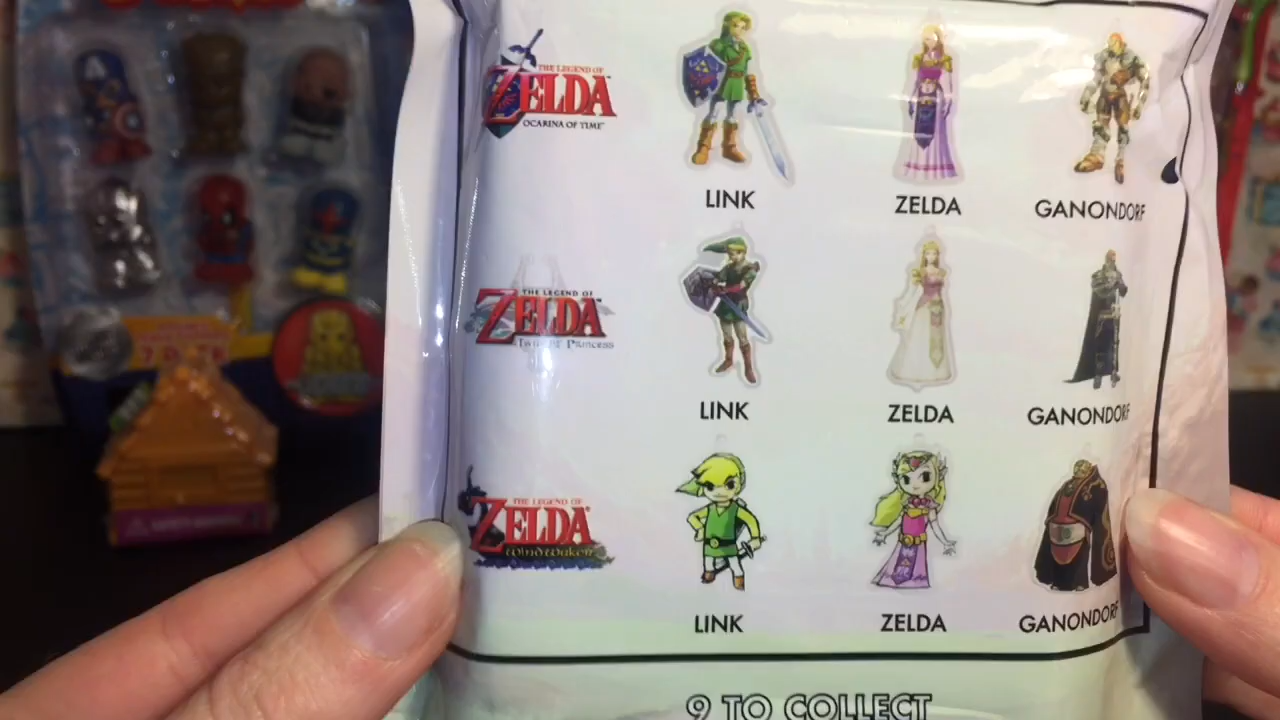 THE LEGEND OF
ZELDA
OCARINA OF TIME
LINK
ZELDA
GANONDORF
THE LEGEND OF
ZELDA
Twilight Princess
LINK
ZELDA
GANONDORF
THE LEGEND OF
ZELDA
Wind Waker
LINK
ZELDA
GANONDORF
9 TO COLLECT